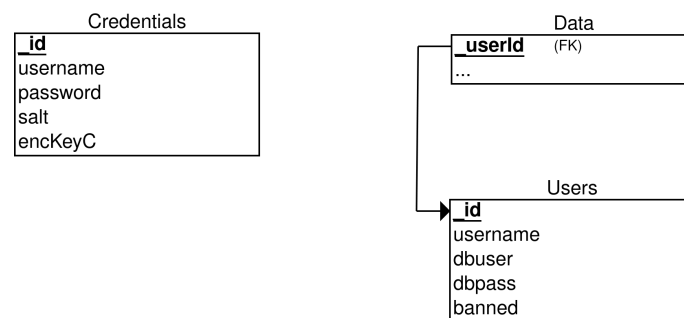 Credentials
_id
username
password
salt
encKeyC
Data
_userId (FK)
...
Users
_id
username
dbuser
dbpass
banned